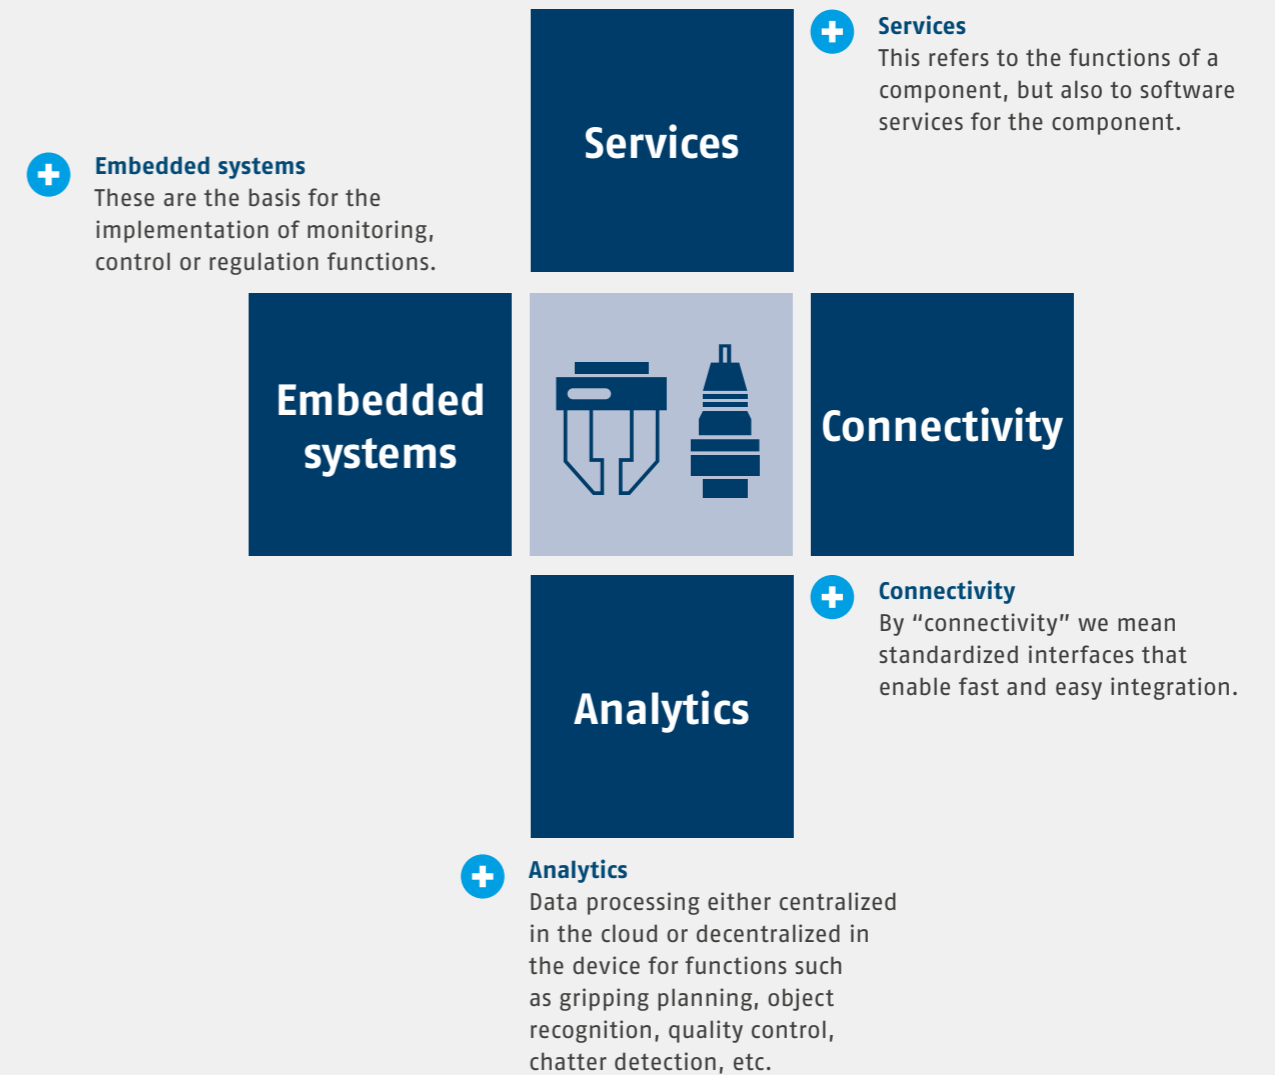 Services
This refers to the functions of a
component, but also to software
services for the component.
Services
Embedded systems
These are the basis for the
implementation of monitoring,
control or regulation functions.
Embedded
systems
Connectivity
Connectivity
By “connectivity” we mean
standardized interfaces that
enable fast and easy integration.
Analytics
Analytics
Data processing either centralized
in the cloud or decentralized in
the device for functions such
as gripping planning, object
recognition, quality control,
chatter detection, etc.